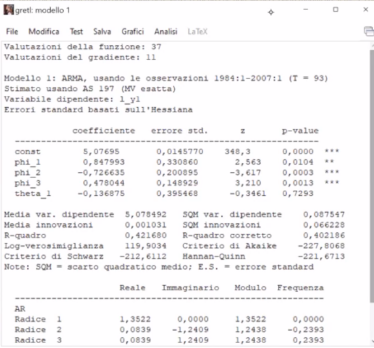 gretl: modello 1
File Modifica Test Salva Grafici Analisi LaTeX
Valutazioni della funzione: 37
Valutazioni del gradiente: 11
Modello 1: ARMA, usando le osservazioni 1984:1-2007:1 (T = 93)
Stimato usando AS 197 (MV esatta)
Variabile dipendente: l_y1
Errori standard basati sull'Hessiana
coefficiente errore std. z p-value
const 5,07695 0,0145770 348,3 0,0000 ***
phi_1 0,847993 0,330860 2,563 0,0104 **
phi_2 -0,726635 0,200895 -3,617 0,0003 ***
phi_3 0,478044 0,148929 3,210 0,0013 ***
theta_1 -0,136875 0,395468 -0,3461 0,7293
Media var. dipendente 5,078492 SQM var. dipendente 0,087547
Media innovazioni 0,001031 SQM innovazioni 0,066228
R-quadro 0,421680 R-quadro corretto 0,402186
Log-verosimiglianza 119,9034 Criterio di Akaike -227,8068
Criterio di Schwarz -212,6112 Hannan-Quinn -221,6713
Note: SQM = scarto quadratico medio; E.S. = errore standard
Reale Immaginario Modulo Frequenza
AR
Radice 1 1,3522 0,0000 1,3522 0,0000
Radice 2 0,0839 -1,2409 1,2438 -0,2393
Radice 3 0,0839 1,2409 1,2438 0,2393